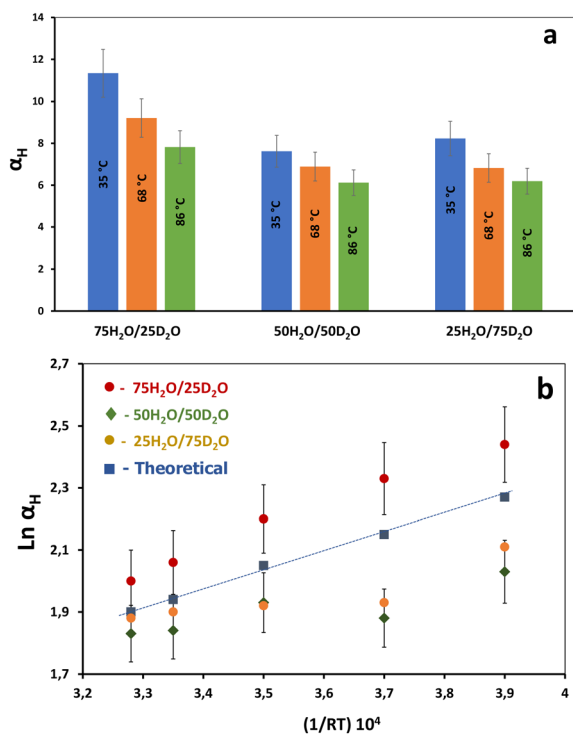 a
14
12
10
8
6
4
2
0
α_H
35 °C
68 °C
86 °C
35 °C
68 °C
86 °C
35 °C
68 °C
86 °C
75H₂O/25D₂O
50H₂O/50D₂O
25H₂O/75D₂O
b
2,7
2,5
2,3
2,1
1,9
1,7
Ln α_H
- 75H₂O/25D₂O
- 50H₂O/50D₂O
- 25H₂O/75D₂O
- Theoretical
3,2
3,3
3,4
3,5
3,6
3,7
3,8
3,9
4
(1/RT) 10⁴